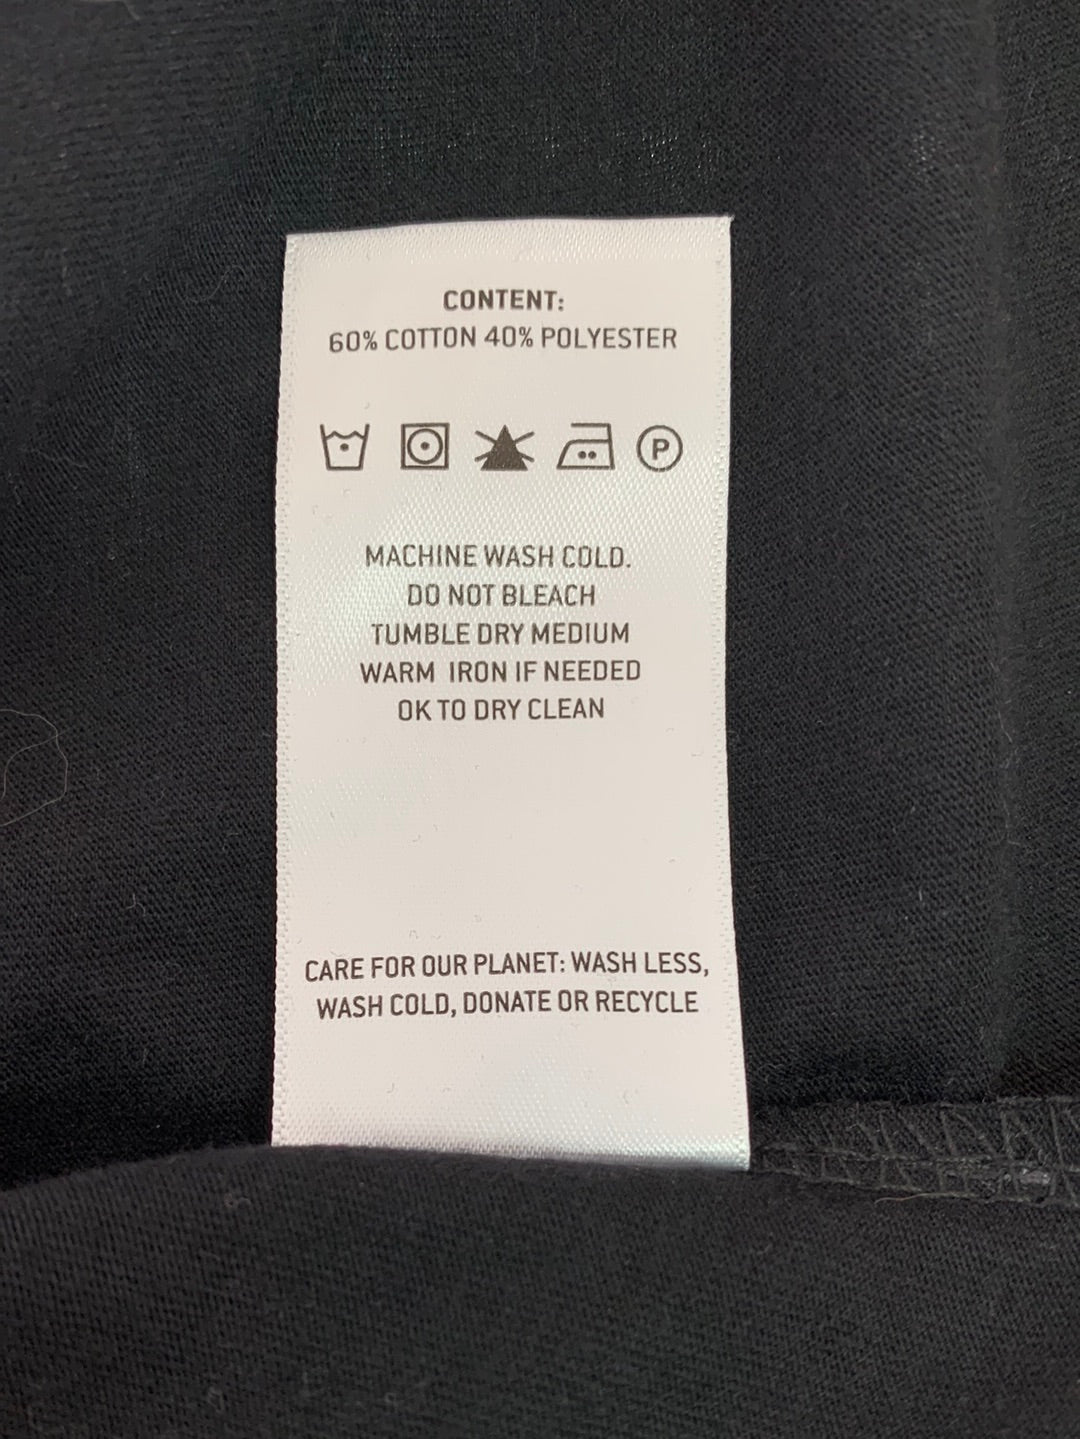 CONTENT:
60% COTTON 40% POLYESTER
P
MACHINE WASH COLD.
DO NOT BLEACH
TUMBLE DRY MEDIUM
WARM IRON IF NEEDED
OK TO DRY CLEAN
CARE FOR OUR PLANET: WASH LESS,
WASH COLD, DONATE OR RECYCLE